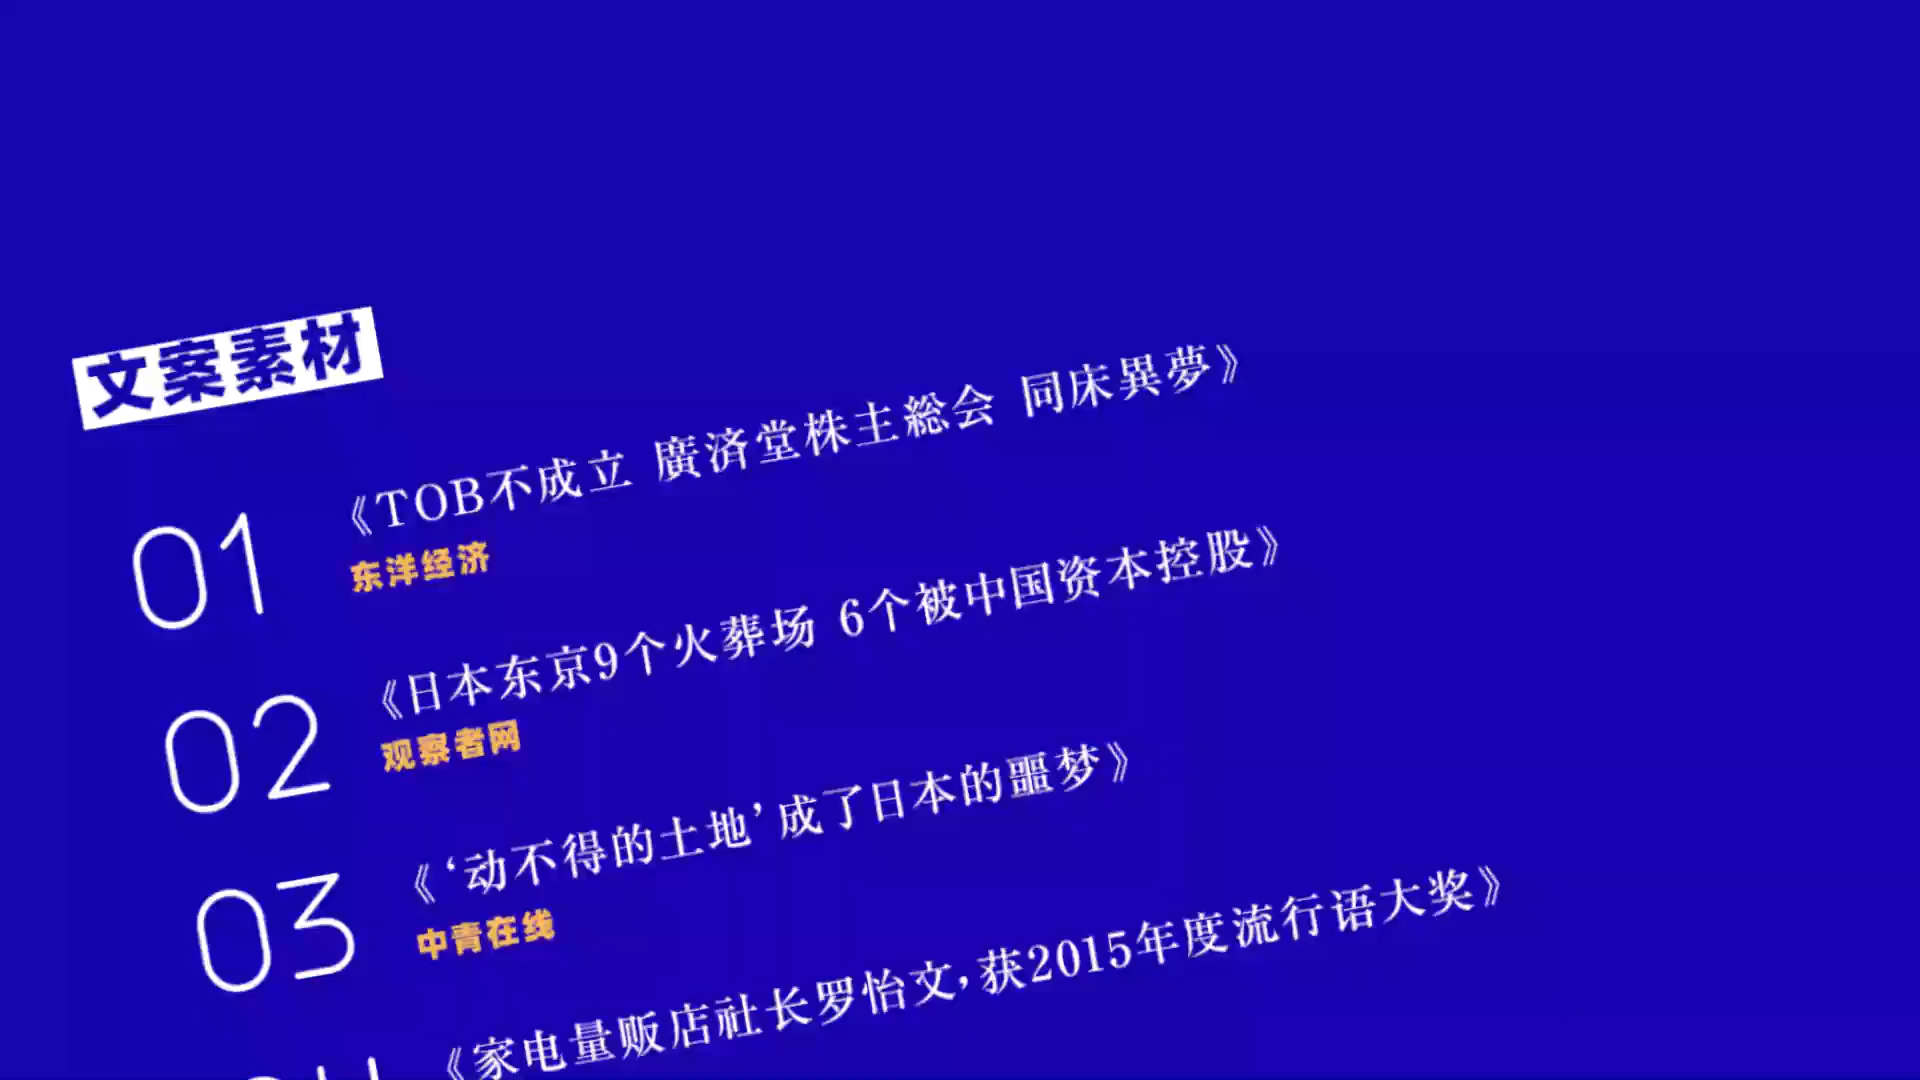 文案素材
01
《TOB不成立 廣済堂株主総会 同床異夢》
东洋经济
02
《日本东京9个火葬场 6个被中国资本控股》
观察者网
03
《‘动不得的土地’成了日本的噩梦》
中青在线
《家电量贩店社长罗怡文,获2015年度流行语大奖》